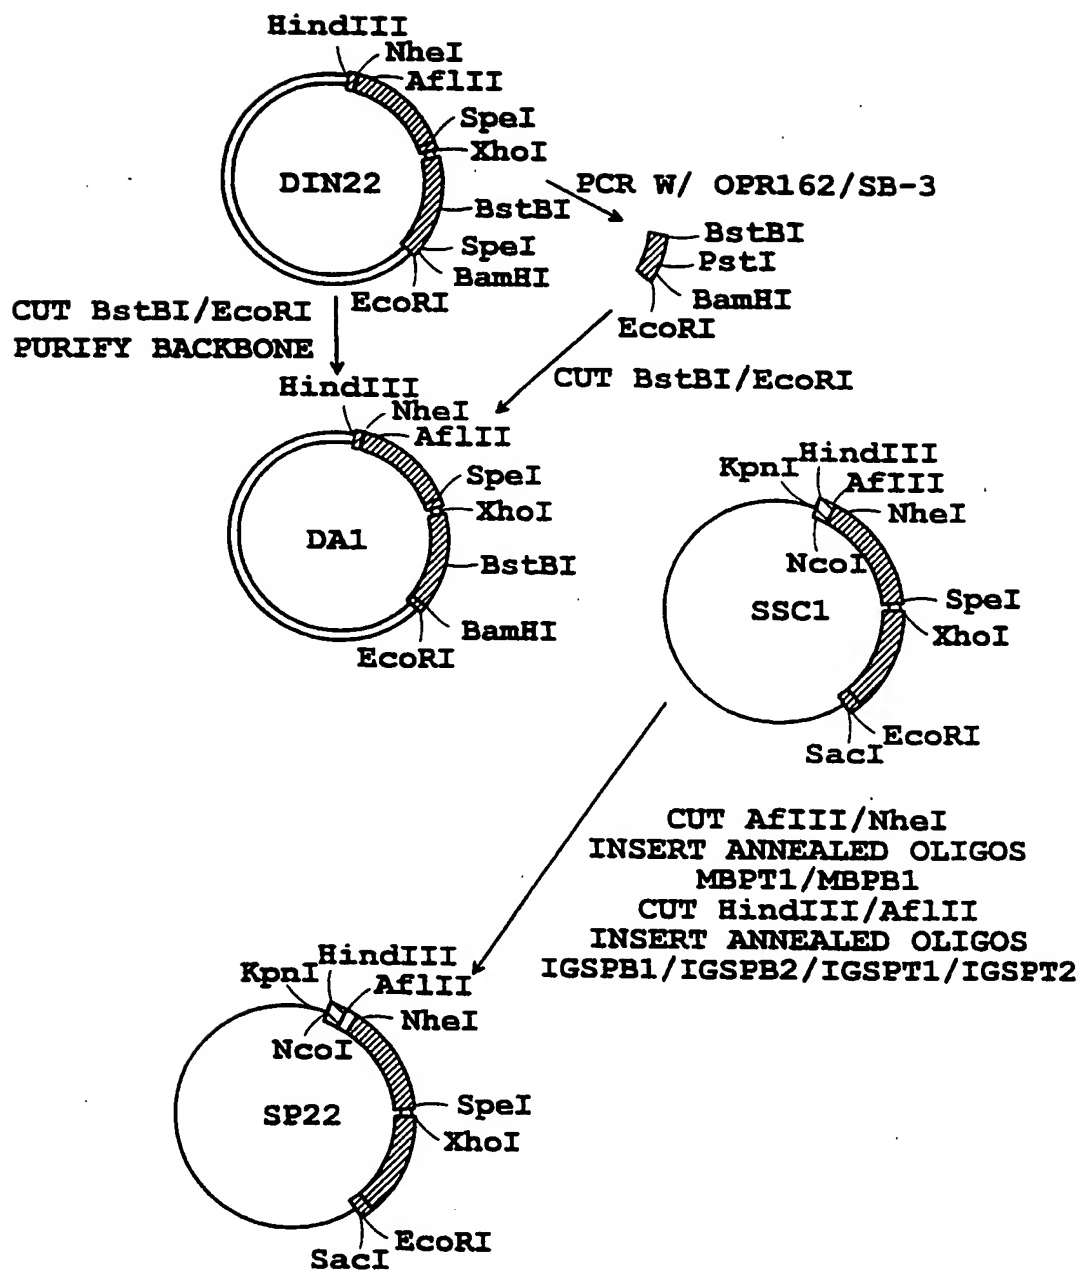 HindIII
NheI
AflII
SpeI
XhoI
DIN22
PCR W/ OPR162/SB-3
BstBI
SpeI
BamHI
EcoRI
BstBI
PstI
BamHI
EcoRI
CUT BstBI/EcoRI
PURIFY BACKBONE
CUT BstBI/EcoRI
HindIII
NheI
AflII
SpeI
XhoI
DA1
BstBI
BamHI
EcoRI
KpnI
HindIII
AfIII
NheI
NcoI
SSC1
SpeI
XhoI
EcoRI
SacI
CUT AfIII/NheI
INSERT ANNEALED OLIGOS
MBPT1/MBPB1
CUT HindIII/AflII
INSERT ANNEALED OLIGOS
IGSPB1/IGSPB2/IGSPT1/IGSPT2
KpnI
HindIII
AflII
NheI
NcoI
SP22
SpeI
XhoI
EcoRI
SacI